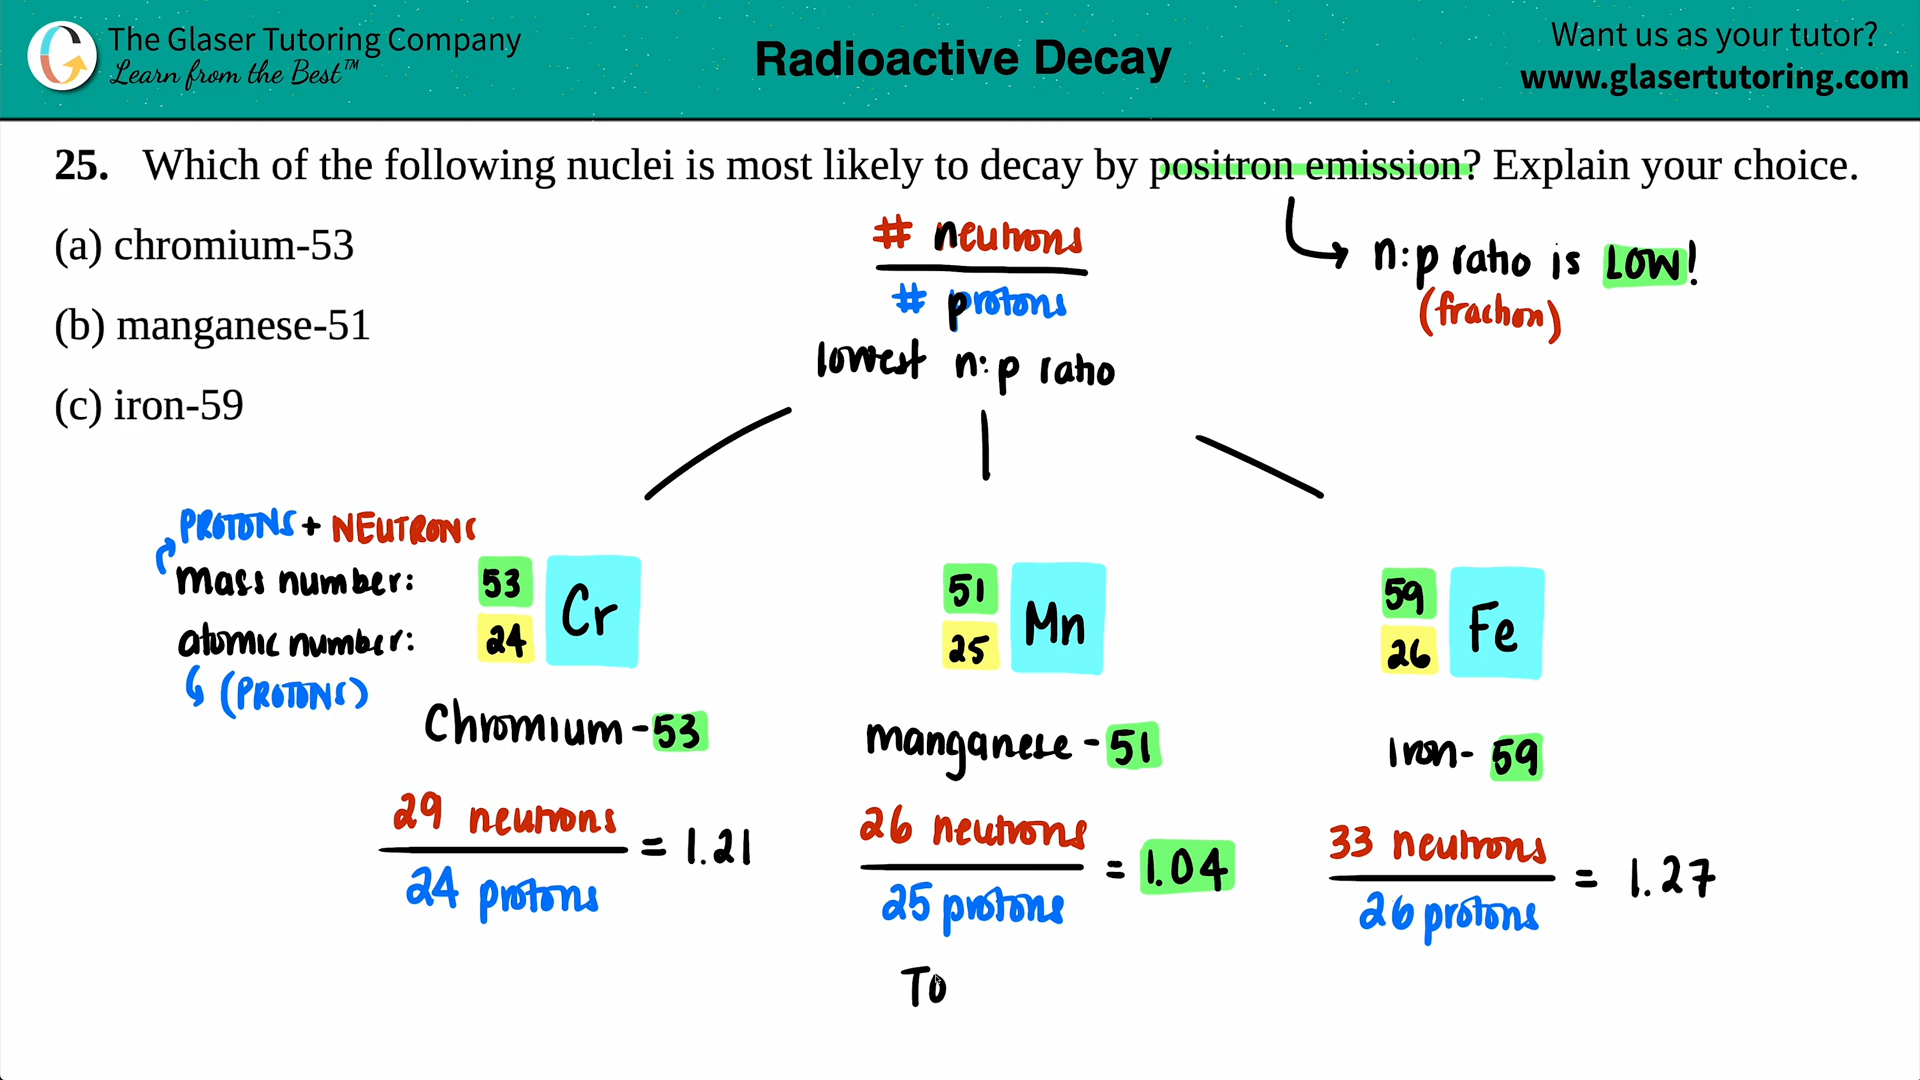 The Glaser Tutoring Company
Learn from the Best™
Radioactive Decay
Want us as your tutor?
www.glasertutoring.com
25. Which of the following nuclei is most likely to decay by positron emission? Explain your choice.
(a) chromium-53
(b) manganese-51
(c) iron-59
# neutrons
# protons
lowest n:p ratio
n:p ratio is LOW!
(fraction)
PROTONS + NEUTRONS
mass number:
atomic number:
(PROTONS)
53
24
Cr
Chromium-53
29 neutrons
24 protons
= 1.21
51
25
Mn
manganese-51
26 neutrons
25 protons
= 1.04
To
59
26
Fe
Iron-59
33 neutrons
26 protons
= 1.27